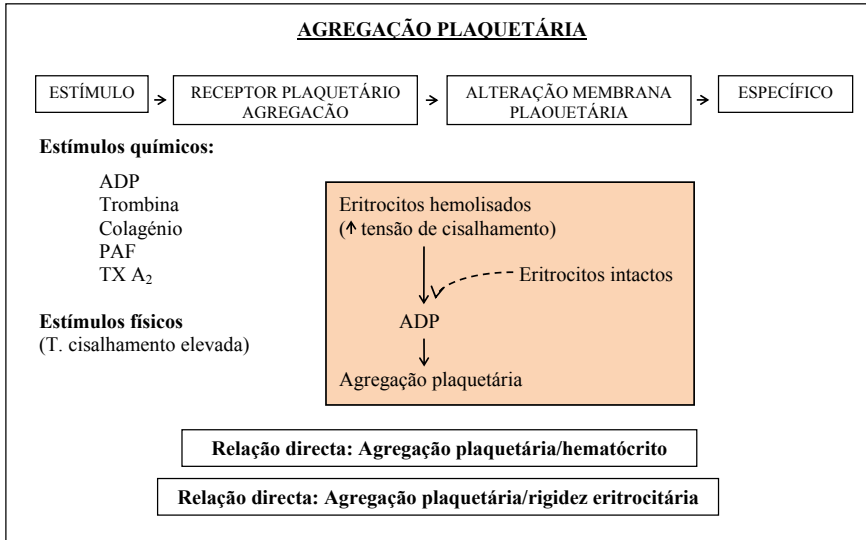 AGREGAÇÃO PLAQUETÁRIA
ESTÍMULO
RECEPTOR PLAQUETÁRIO
AGREGACÃO
ALTERAÇÃO MEMBRANA
PLAOUETÁRIA
ESPECÍFICO
Estímulos químicos:
ADP
Trombina
Colagénio
PAF
TX A₂
Estímulos físicos
(T. cisalhamento elevada)
Eritrocitos hemolisados
(↑ tensão de cisalhamento)
Eritrocitos intactos
ADP
Agregação plaquetária
Relação directa: Agregação plaquetária/hematócrito
Relação directa: Agregação plaquetária/rigidez eritrocitária